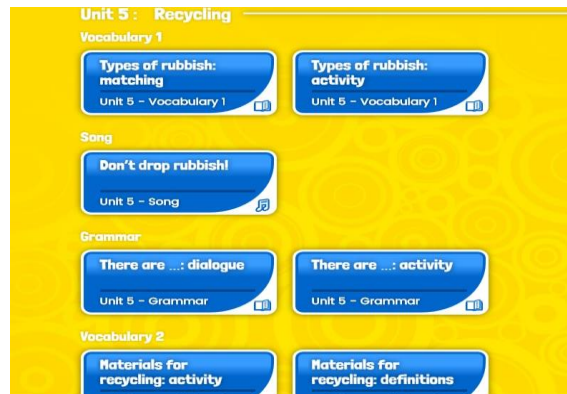 Unit 5 : Recycling
Vocabulary 1
Types of rubbish:
matching
Unit 5 – Vocabulary 1
Types of rubbish:
activity
Unit 5 – Vocabulary 1
Song
Don't drop rubbish!
Unit 5 – Song
Grammar
There are ...: dialogue
Unit 5 – Grammar
There are ...: activity
Unit 5 – Grammar
Vocabulary 2
Materials for
recycling: activity
Materials for
recycling: definitions